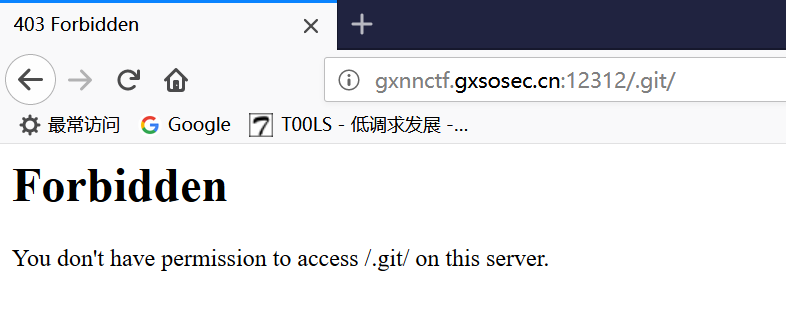 403 Forbidden
gxnnctf.gxsosec.cn:12312/.git/
最常访问 Google T00LS - 低调求发展 -...
Forbidden
You don't have permission to access /.git/ on this server.